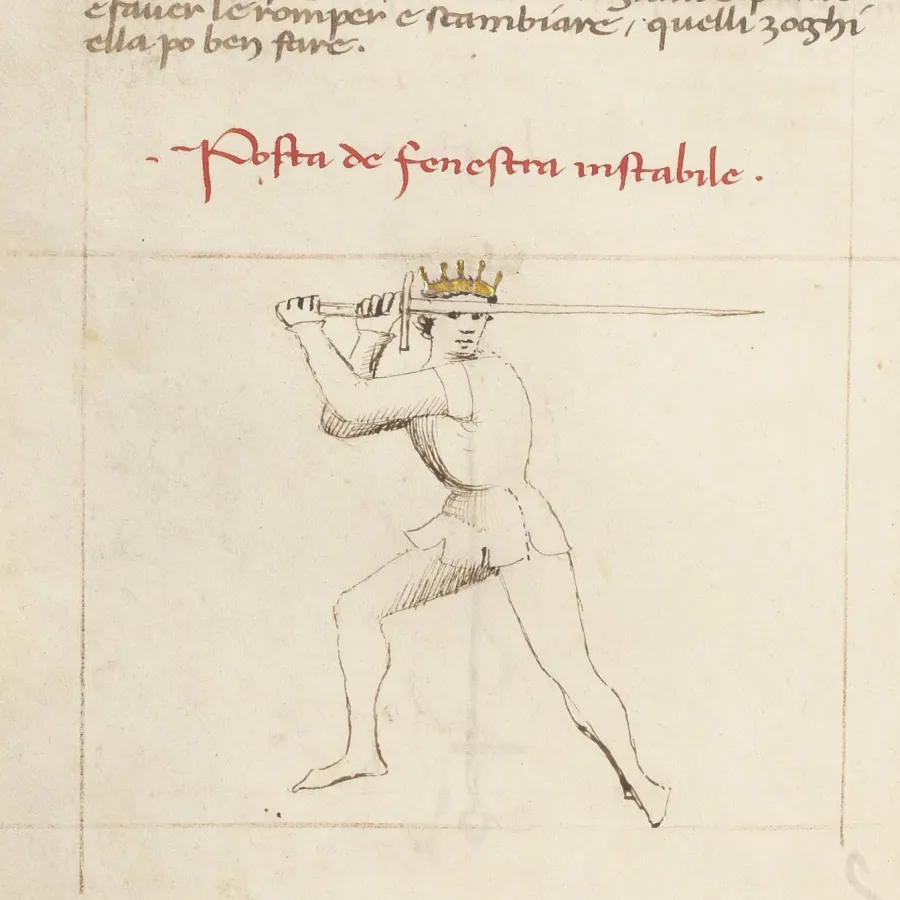 e saver le romper e scambiare, quelli zoghi
ella po ben fare.
. Posta de fenestra instabile .